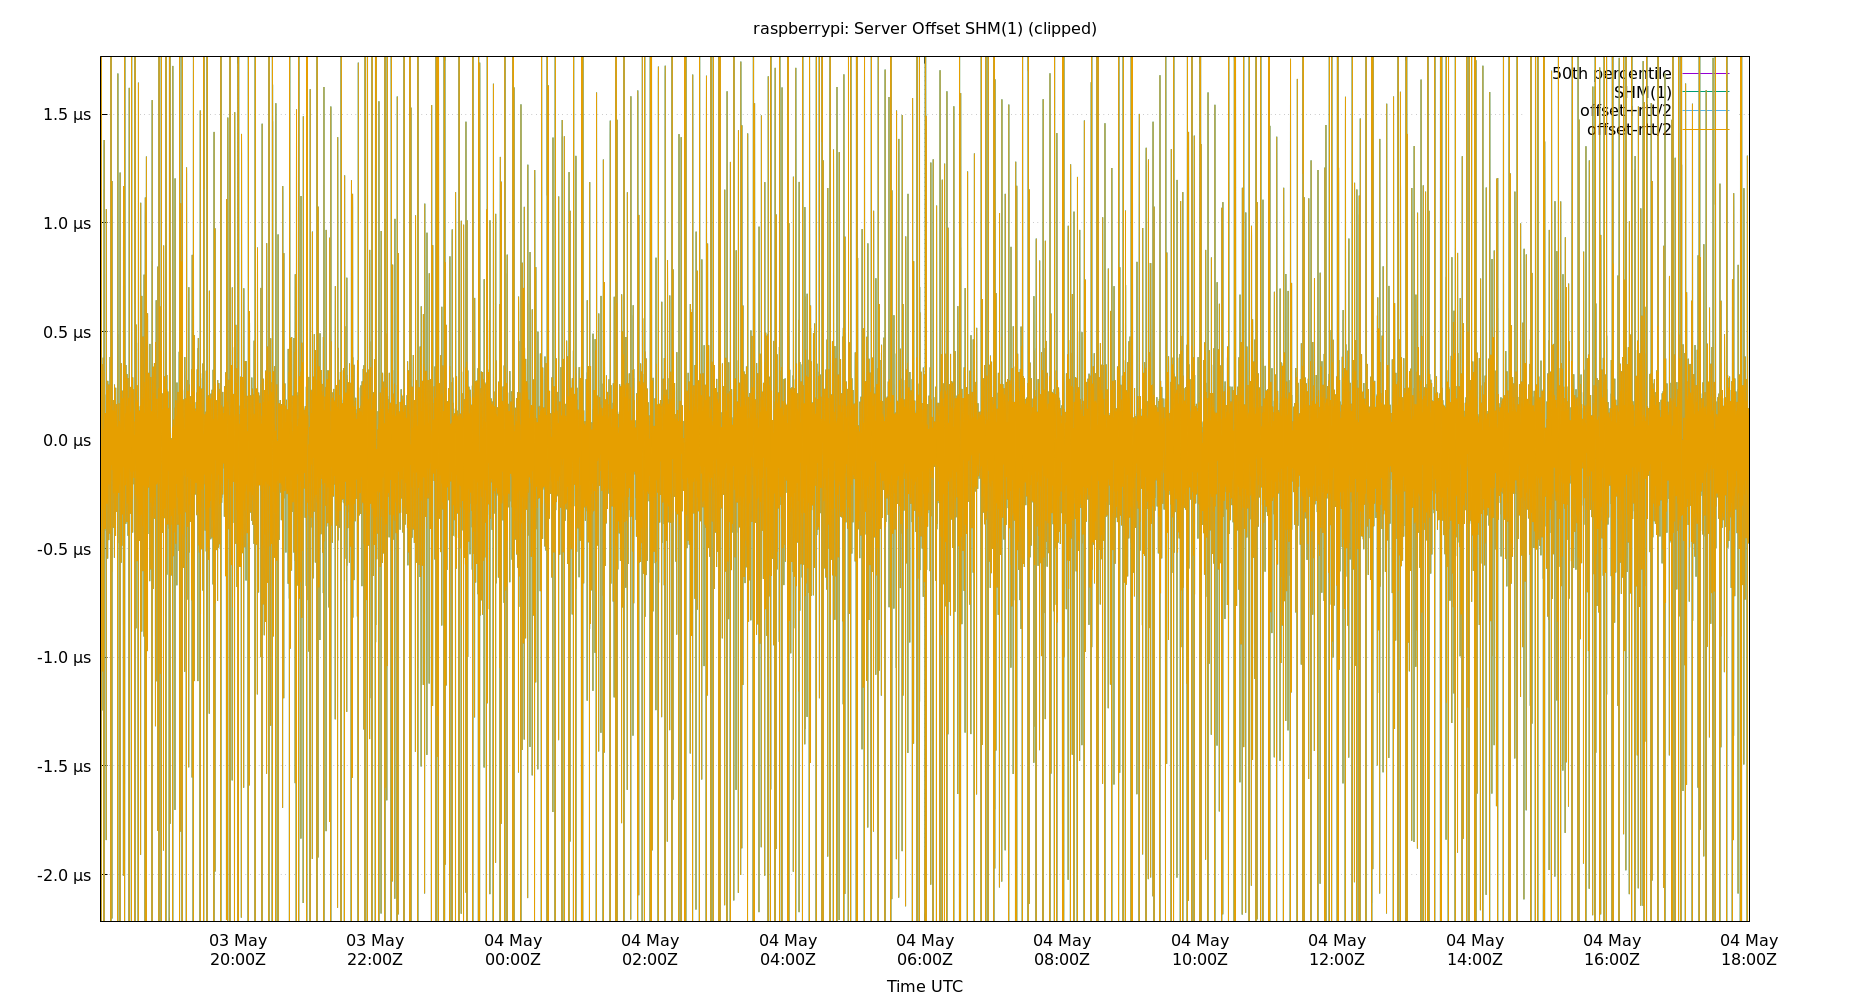 raspberrypi: Server Offset SHM(1) (clipped)
50th percentile
SHM(1)
offset+rtt/2
offset-rtt/2
1.5 µs
1.0 µs
0.5 µs
0.0 µs
-0.5 µs
-1.0 µs
-1.5 µs
-2.0 µs
03 May 03 May 04 May 04 May 04 May 04 May 04 May 04 May 04 May 04 May 04 May 04 May
20:00Z 22:00Z 00:00Z 02:00Z 04:00Z 06:00Z 08:00Z 10:00Z 12:00Z 14:00Z 16:00Z 18:00Z
Time UTC